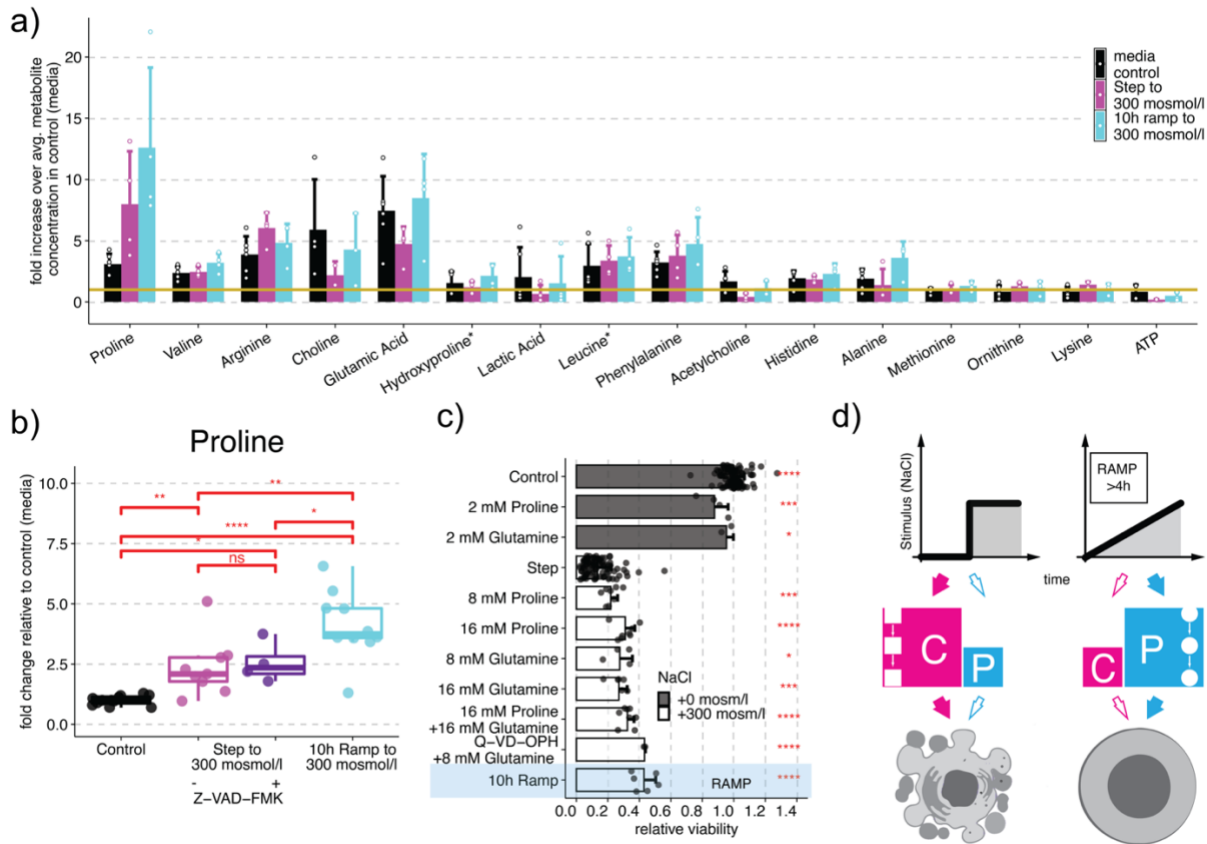 a)
fold increase over avg. metabolite
concentration in control (media)
20
15
10
5
0
media
control
Step to
300 mosmol/l
10h ramp to
300 mosmol/l
Proline
Valine
Arginine
Choline
Glutamic Acid
Hydroxyproline*
Lactic Acid
Leucine*
Phenylalanine
Acetylcholine
Histidine
Alanine
Methionine
Ornithine
Lysine
ATP
b)
Proline
fold change relative to control (media)
10.0
7.5
5.0
2.5
0.0
**
**
*
****
*
ns
Control
Step to
300 mosmol/l
10h Ramp to
300 mosmol/l
- +
Z-VAD-FMK
c)
Control
****
2 mM Proline
***
2 mM Glutamine
*
Step
8 mM Proline
***
16 mM Proline
****
8 mM Glutamine
*
16 mM Glutamine
***
16 mM Proline
+16 mM Glutamine
****
Q-VD-OPH
+8 mM Glutamine
****
10h Ramp
RAMP
****
NaCl
+0 mosm/l
+300 mosm/l
0.0 0.2 0.4 0.6 0.8 1.0 1.2 1.4
relative viability
d)
Stimulus (NaCl)
RAMP
>4h
time
C
P
C
P